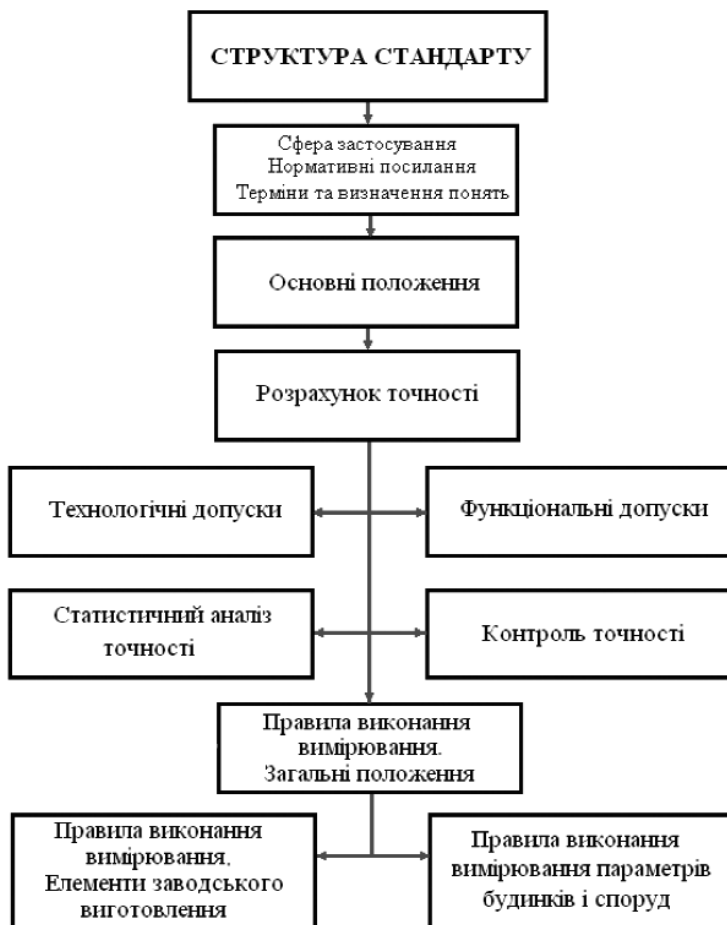 СТРУКТУРА СТАНДАРТУ
Сфера застосування
Нормативні посилання
Терміни та визначення понять
Основні положення
Розрахунок точності
Технологічні допуски
Функціональні допуски
Статистичний аналіз
точності
Контроль точності
Правила виконання
вимірювання.
Загальні положення
Правила виконання
вимірювання.
Елементи заводського
виготовлення
Правила виконання
вимірювання параметрів
будинків і споруд